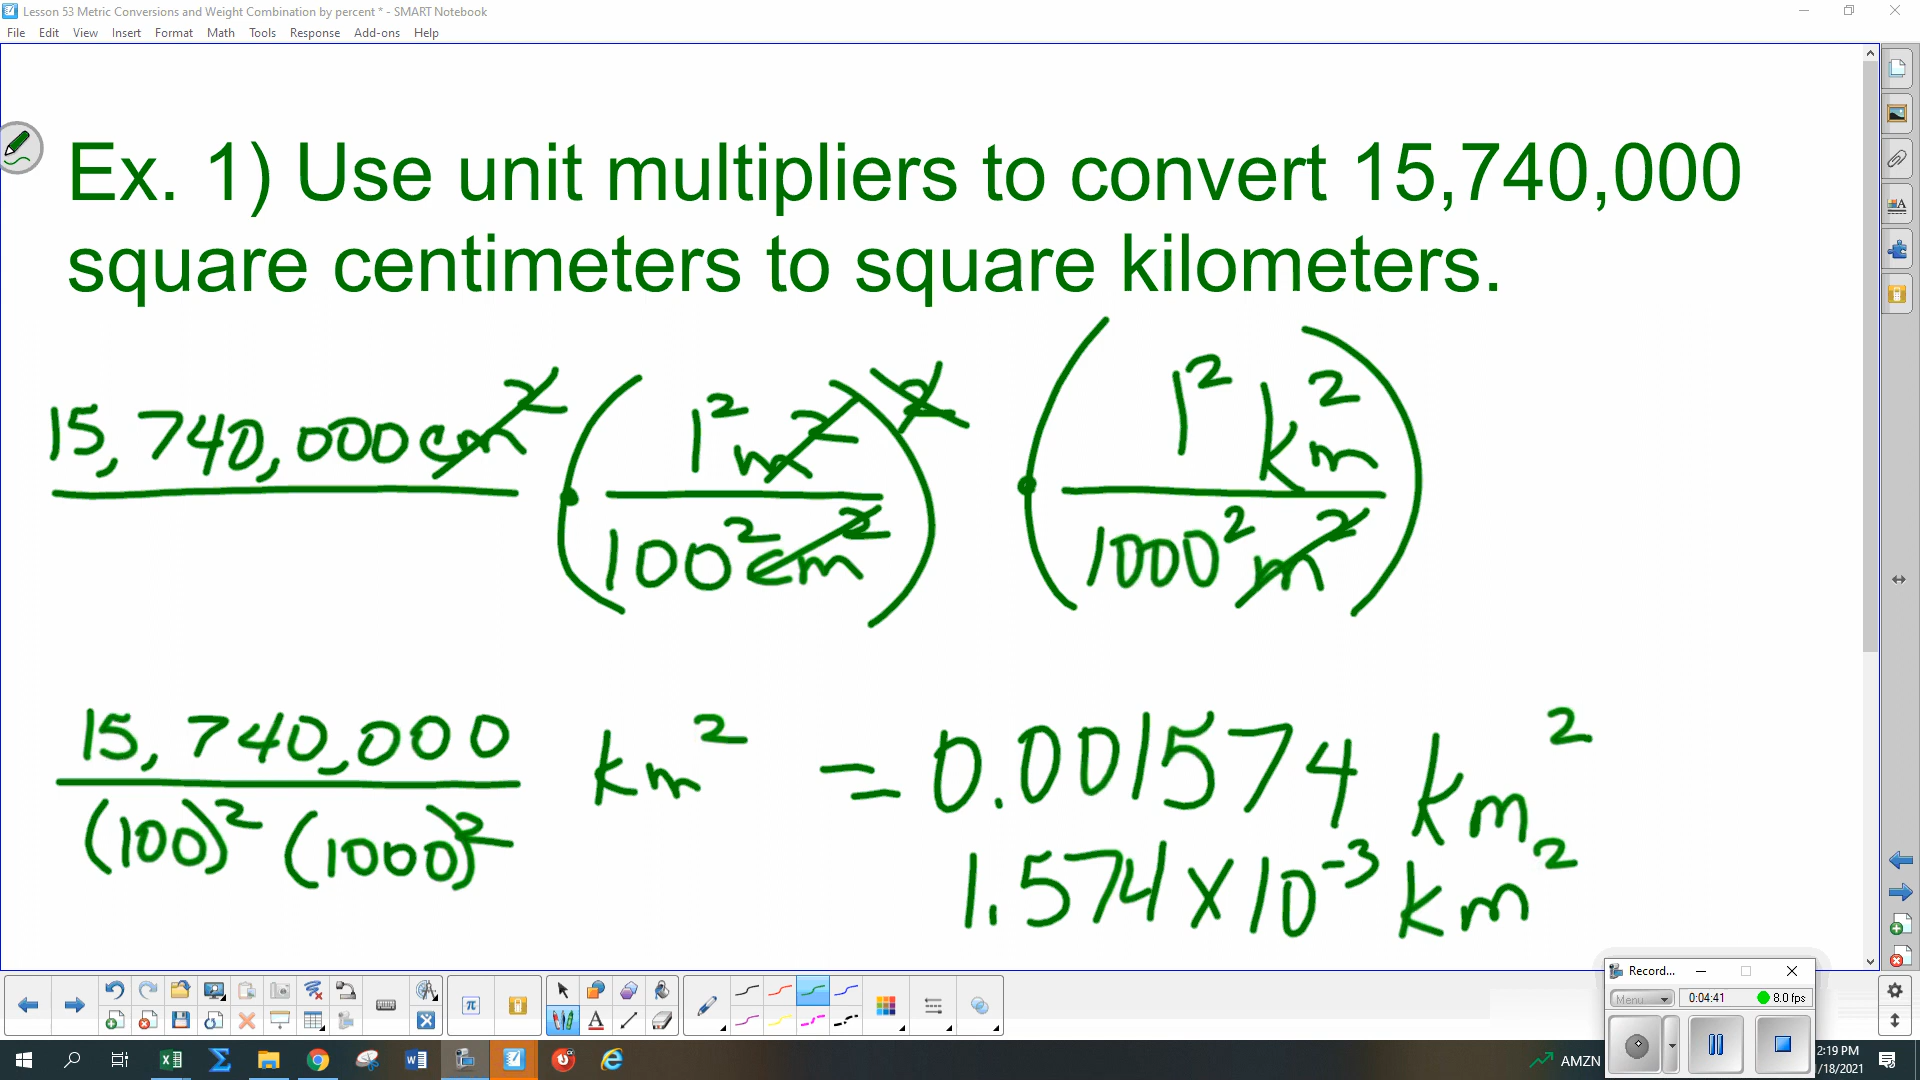 Lesson 53 Metric Conversions and Weight Combination by percent * - SMART Notebook
File Edit View Insert Format Math Tools Response Add-ons Help
Ex. 1) Use unit multipliers to convert 15,740,000
square centimeters to square kilometers.
15,740,000 cm² · (1² m² / 100² cm²)² · (1² km² / 1000² m²)
15,740,000 / (100)² (1000)² km² = 0.001574 km²
1.574 x 10⁻³ km²
Record...
Menu 0:04:41 8.0 fps
AMZN
2:19 PM
/18/2021